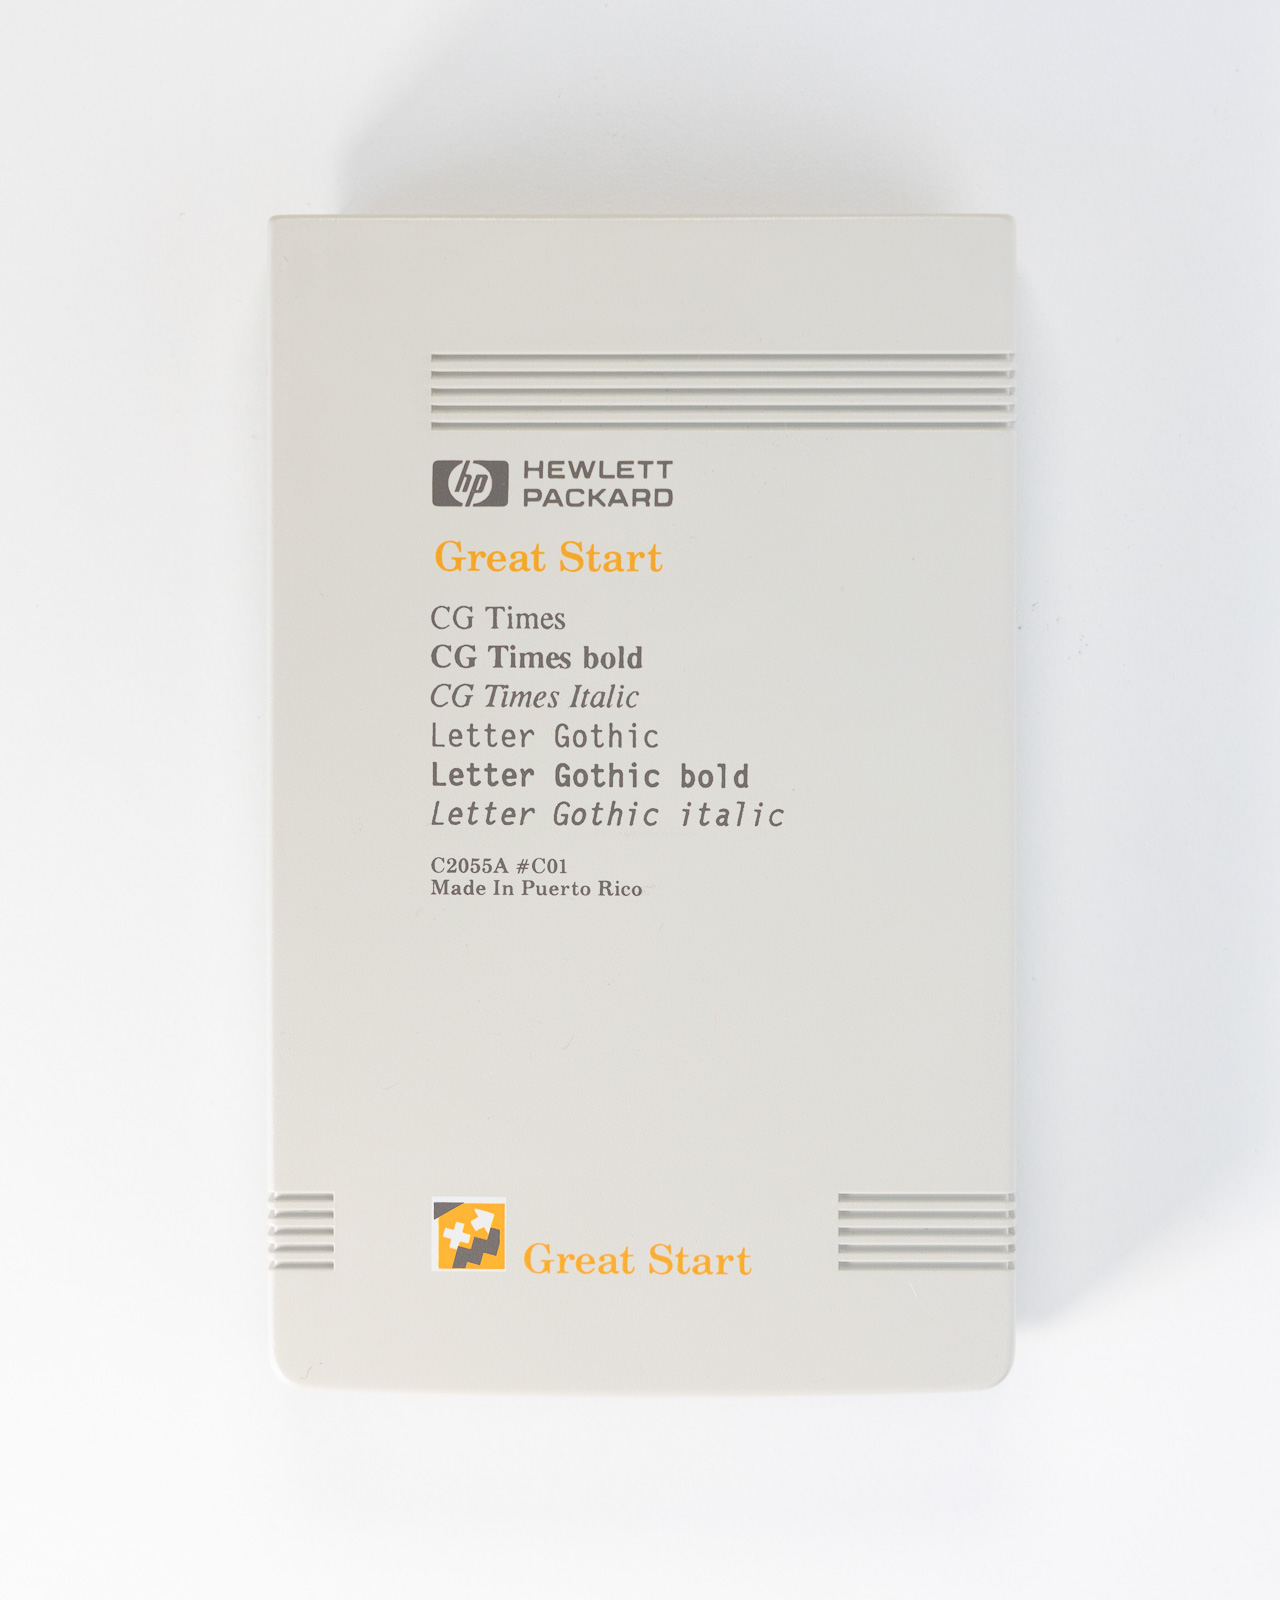 hp HEWLETT
PACKARD
Great Start
CG Times
CG Times bold
CG Times Italic
Letter Gothic
Letter Gothic bold
Letter Gothic italic
C2055A #C01
Made In Puerto Rico
Great Start